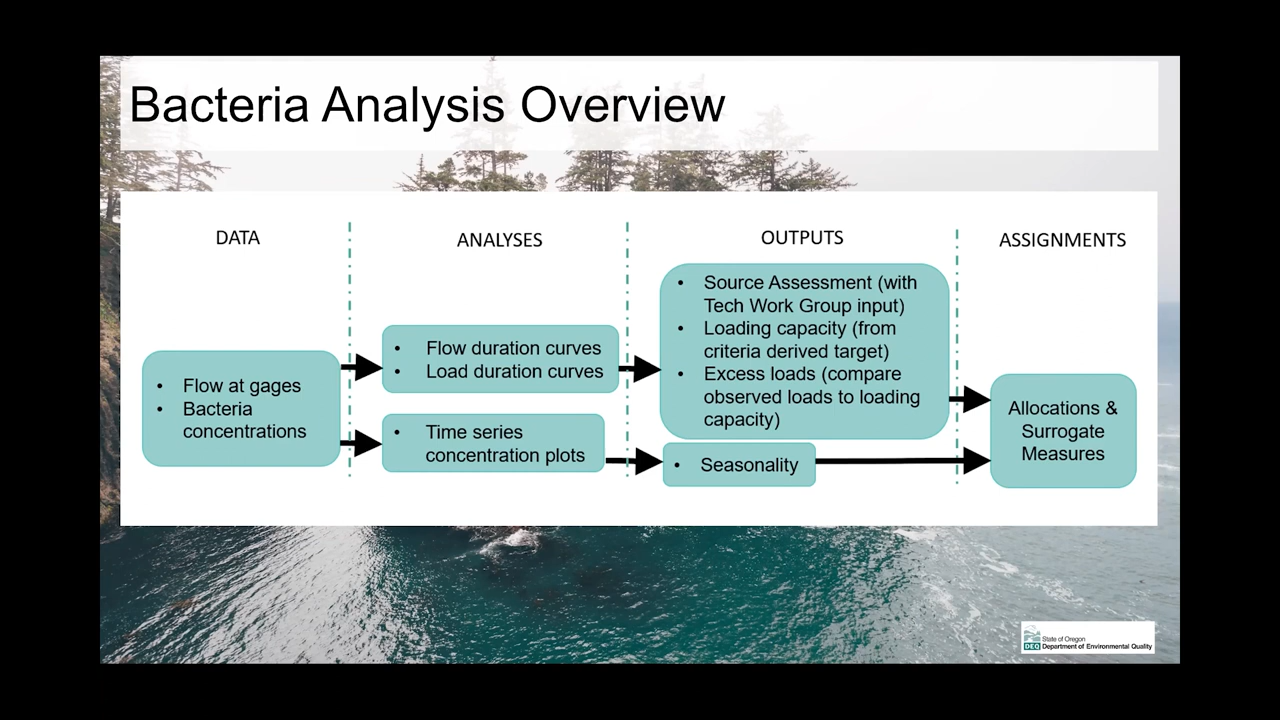 Bacteria Analysis Overview
DATA
ANALYSES
OUTPUTS
ASSIGNMENTS
• Flow at gages
• Bacteria
concentrations
• Flow duration curves
• Load duration curves
• Time series
concentration plots
• Source Assessment (with
Tech Work Group input)
• Loading capacity (from
criteria derived target)
• Excess loads (compare
observed loads to loading
capacity)
• Seasonality
Allocations &
Surrogate
Measures
State of Oregon
DEQ Department of Environmental Quality